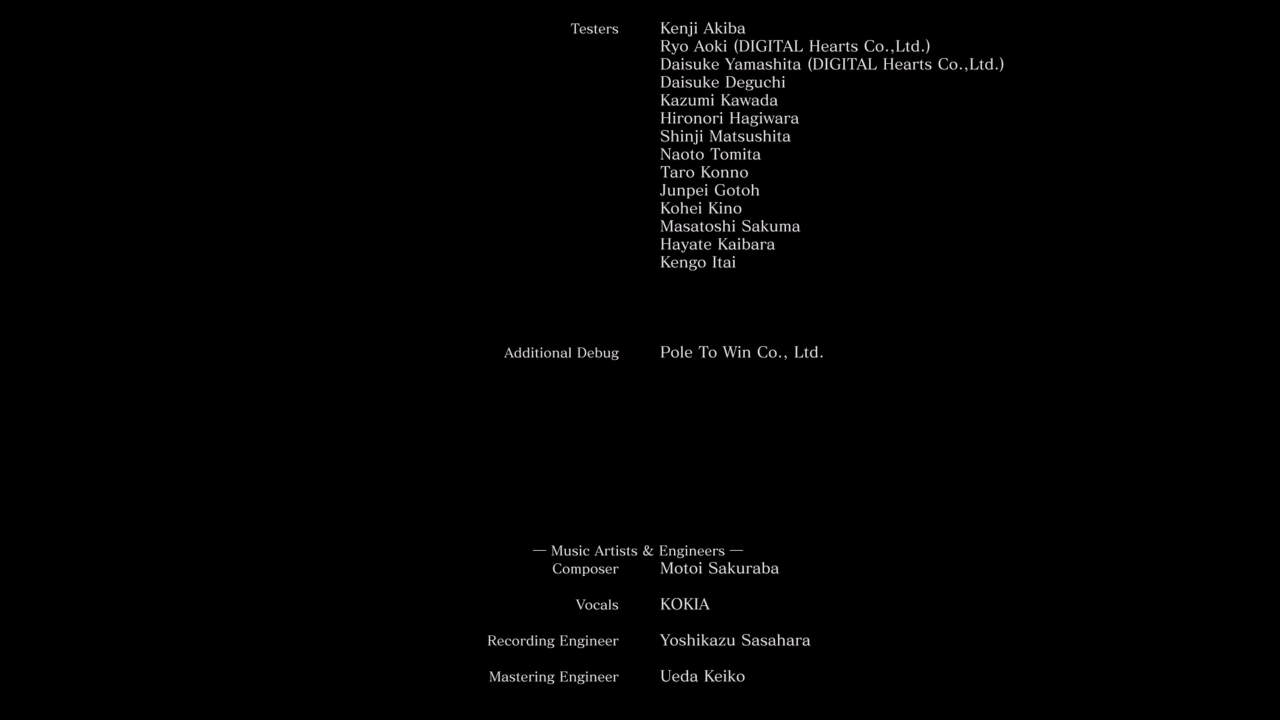 Testers Kenji Akiba
Ryo Aoki (DIGITAL Hearts Co.,Ltd.)
Daisuke Yamashita (DIGITAL Hearts Co.,Ltd.)
Daisuke Deguchi
Kazumi Kawada
Hironori Hagiwara
Shinji Matsushita
Naoto Tomita
Taro Konno
Junpei Gotoh
Kohei Kino
Masatoshi Sakuma
Hayate Kaibara
Kengo Itai
Additional Debug Pole To Win Co., Ltd.
— Music Artists & Engineers —
Composer Motoi Sakuraba
Vocals KOKIA
Recording Engineer Yoshikazu Sasahara
Mastering Engineer Ueda Keiko